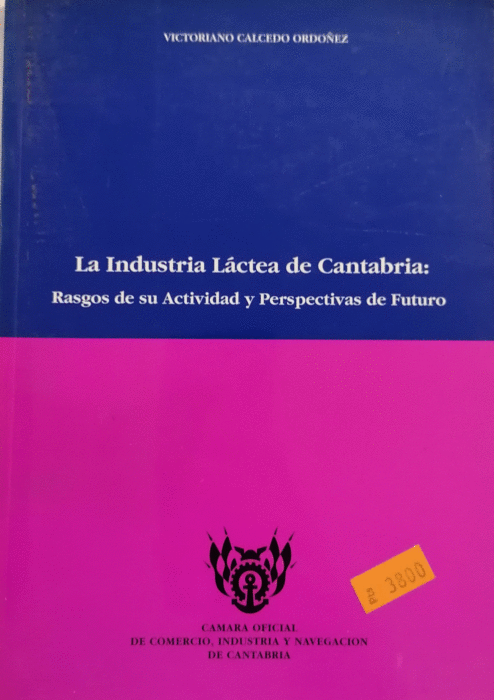 VICTORIANO CALCEDO ORDOÑEZ
La Industria Láctea de Cantabria:
Rasgos de su Actividad y Perspectivas de Futuro
Pts 3800
CAMARA OFICIAL
DE COMERCIO, INDUSTRIA Y NAVEGACION
DE CANTABRIA